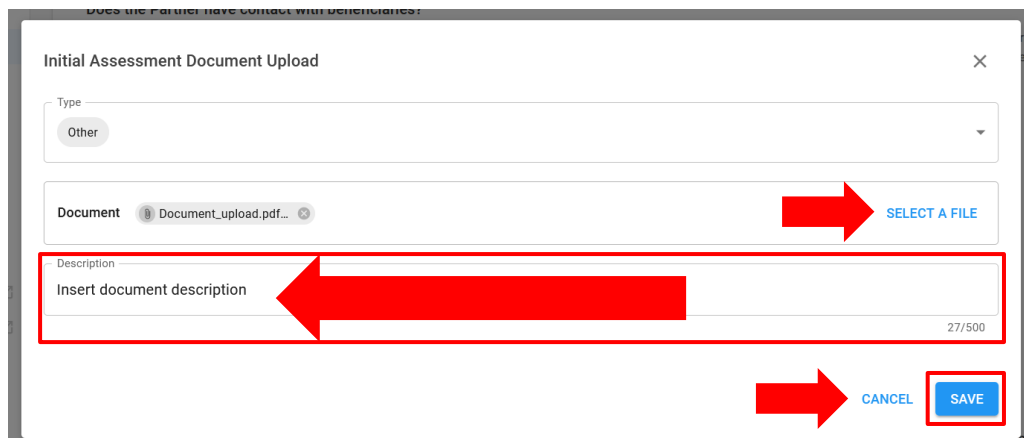 Does the Partner have contact with beneficiaries?
Initial Assessment Document Upload
Type
Other
Document Document_upload.pdf... SELECT A FILE
Description
Insert document description
27/500
CANCEL SAVE